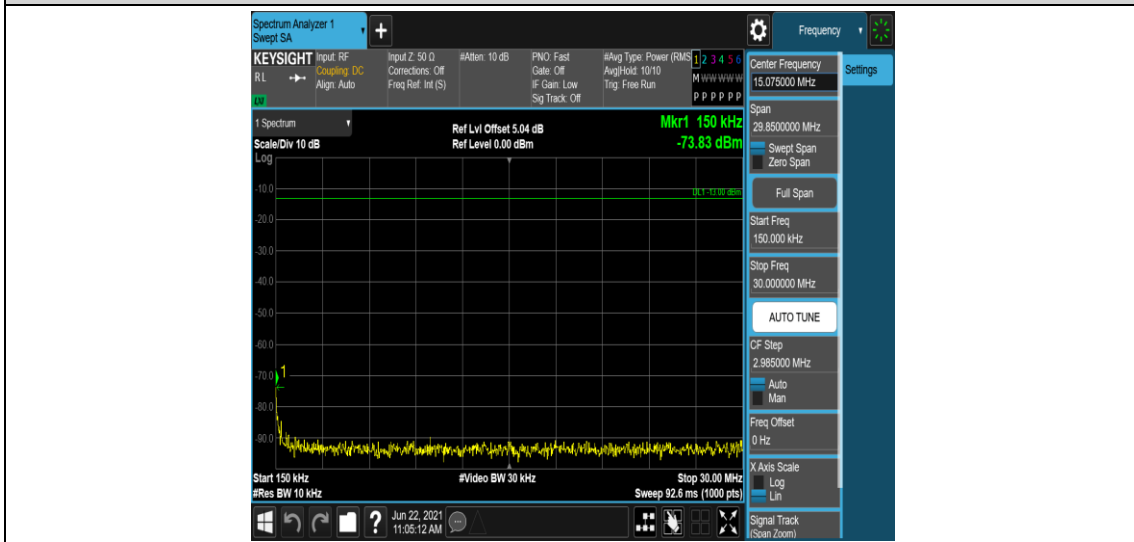 Spectrum Analyzer 1
Swept SA
+
Frequency
KEYSIGHT
RL
LXI
Input: RF
Coupling: DC
Align: Auto
Input Z: 50 Ω
Corrections: Off
Freq Ref: Int (S)
#Atten: 10 dB
PNO: Fast
Gate: Off
IF Gain: Low
Sig Track: Off
#Avg Type: Power (RMS
Avg|Hold: 10/10
Trig: Free Run
1 2 3 4 5 6
M W W W W W
P P P P P P
1 Spectrum
Scale/Div 10 dB
Log
Ref Lvl Offset 5.04 dB
Ref Level 0.00 dBm
Mkr1 150 kHz
-73.83 dBm
DL1 -13.00 dBm
-10.0
-20.0
-30.0
-40.0
-50.0
-60.0
-70.0
1
-80.0
-90.0
Start 150 kHz
#Res BW 10 kHz
#Video BW 30 kHz
Stop 30.00 MHz
Sweep 92.6 ms (1000 pts)
?
Jun 22, 2021
11:05:12 AM
Center Frequency
15.075000 MHz
Settings
Span
29.8500000 MHz
Swept Span
Zero Span
Full Span
Start Freq
150.000 kHz
Stop Freq
30.000000 MHz
AUTO TUNE
CF Step
2.985000 MHz
Auto
Man
Freq Offset
0 Hz
X Axis Scale
Log
Lin
Signal Track
(Span Zoom)